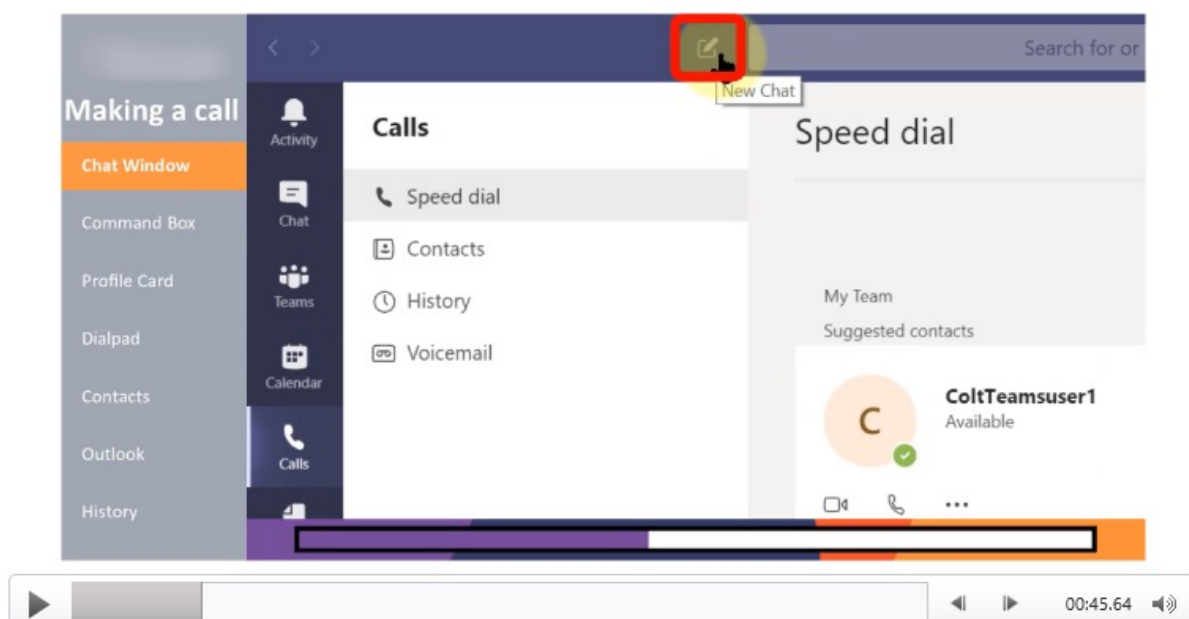 Making a call
Chat Window
Command Box
Profile Card
Dialpad
Contacts
Outlook
History
Activity
Chat
Teams
Calendar
Calls
Calls
Speed dial
Contacts
History
Voicemail
Search for or
New Chat
Speed dial
My Team
Suggested contacts
C
ColtTeamsuser1
Available
00:45.64